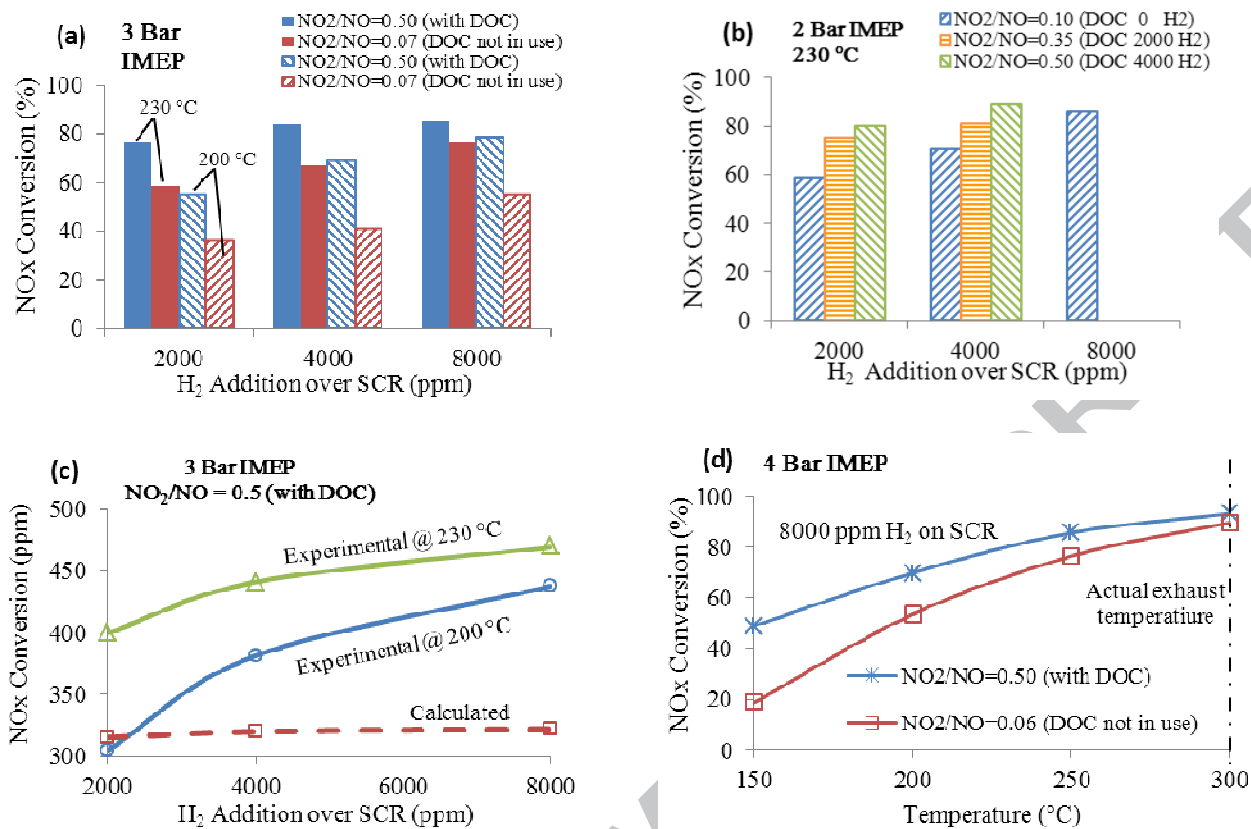 (a)
3 Bar
IMEP
NO2/NO=0.50 (with DOC)
NO2/NO=0.07 (DOC not in use)
NO2/NO=0.50 (with DOC)
NO2/NO=0.07 (DOC not in use)
230 °C
200 °C
NOx Conversion (%)
100
80
60
40
20
0
2000 4000 8000
H₂ Addition over SCR (ppm)
(b)
2 Bar IMEP
230 °C
NO2/NO=0.10 (DOC 0 H2)
NO2/NO=0.35 (DOC 2000 H2)
NO2/NO=0.50 (DOC 4000 H2)
NOx Conversion (%)
100
80
60
40
20
0
2000 4000 8000
H₂ Addition over SCR (ppm)
(c)
3 Bar IMEP
NO₂/NO = 0.5 (with DOC)
NOx Conversion (ppm)
500
450
400
350
300
Experimental @ 230 °C
Experimental @ 200 °C
Calculated
2000 4000 6000 8000
H₂ Addition over SCR (ppm)
(d)
4 Bar IMEP
NOx Conversion (%)
100
80
60
40
20
0
8000 ppm H₂ on SCR
Actual exhaust
temperatiure
NO2/NO=0.50 (with DOC)
NO2/NO=0.06 (DOC not in use)
150 200 250 300
Temperature (°C)